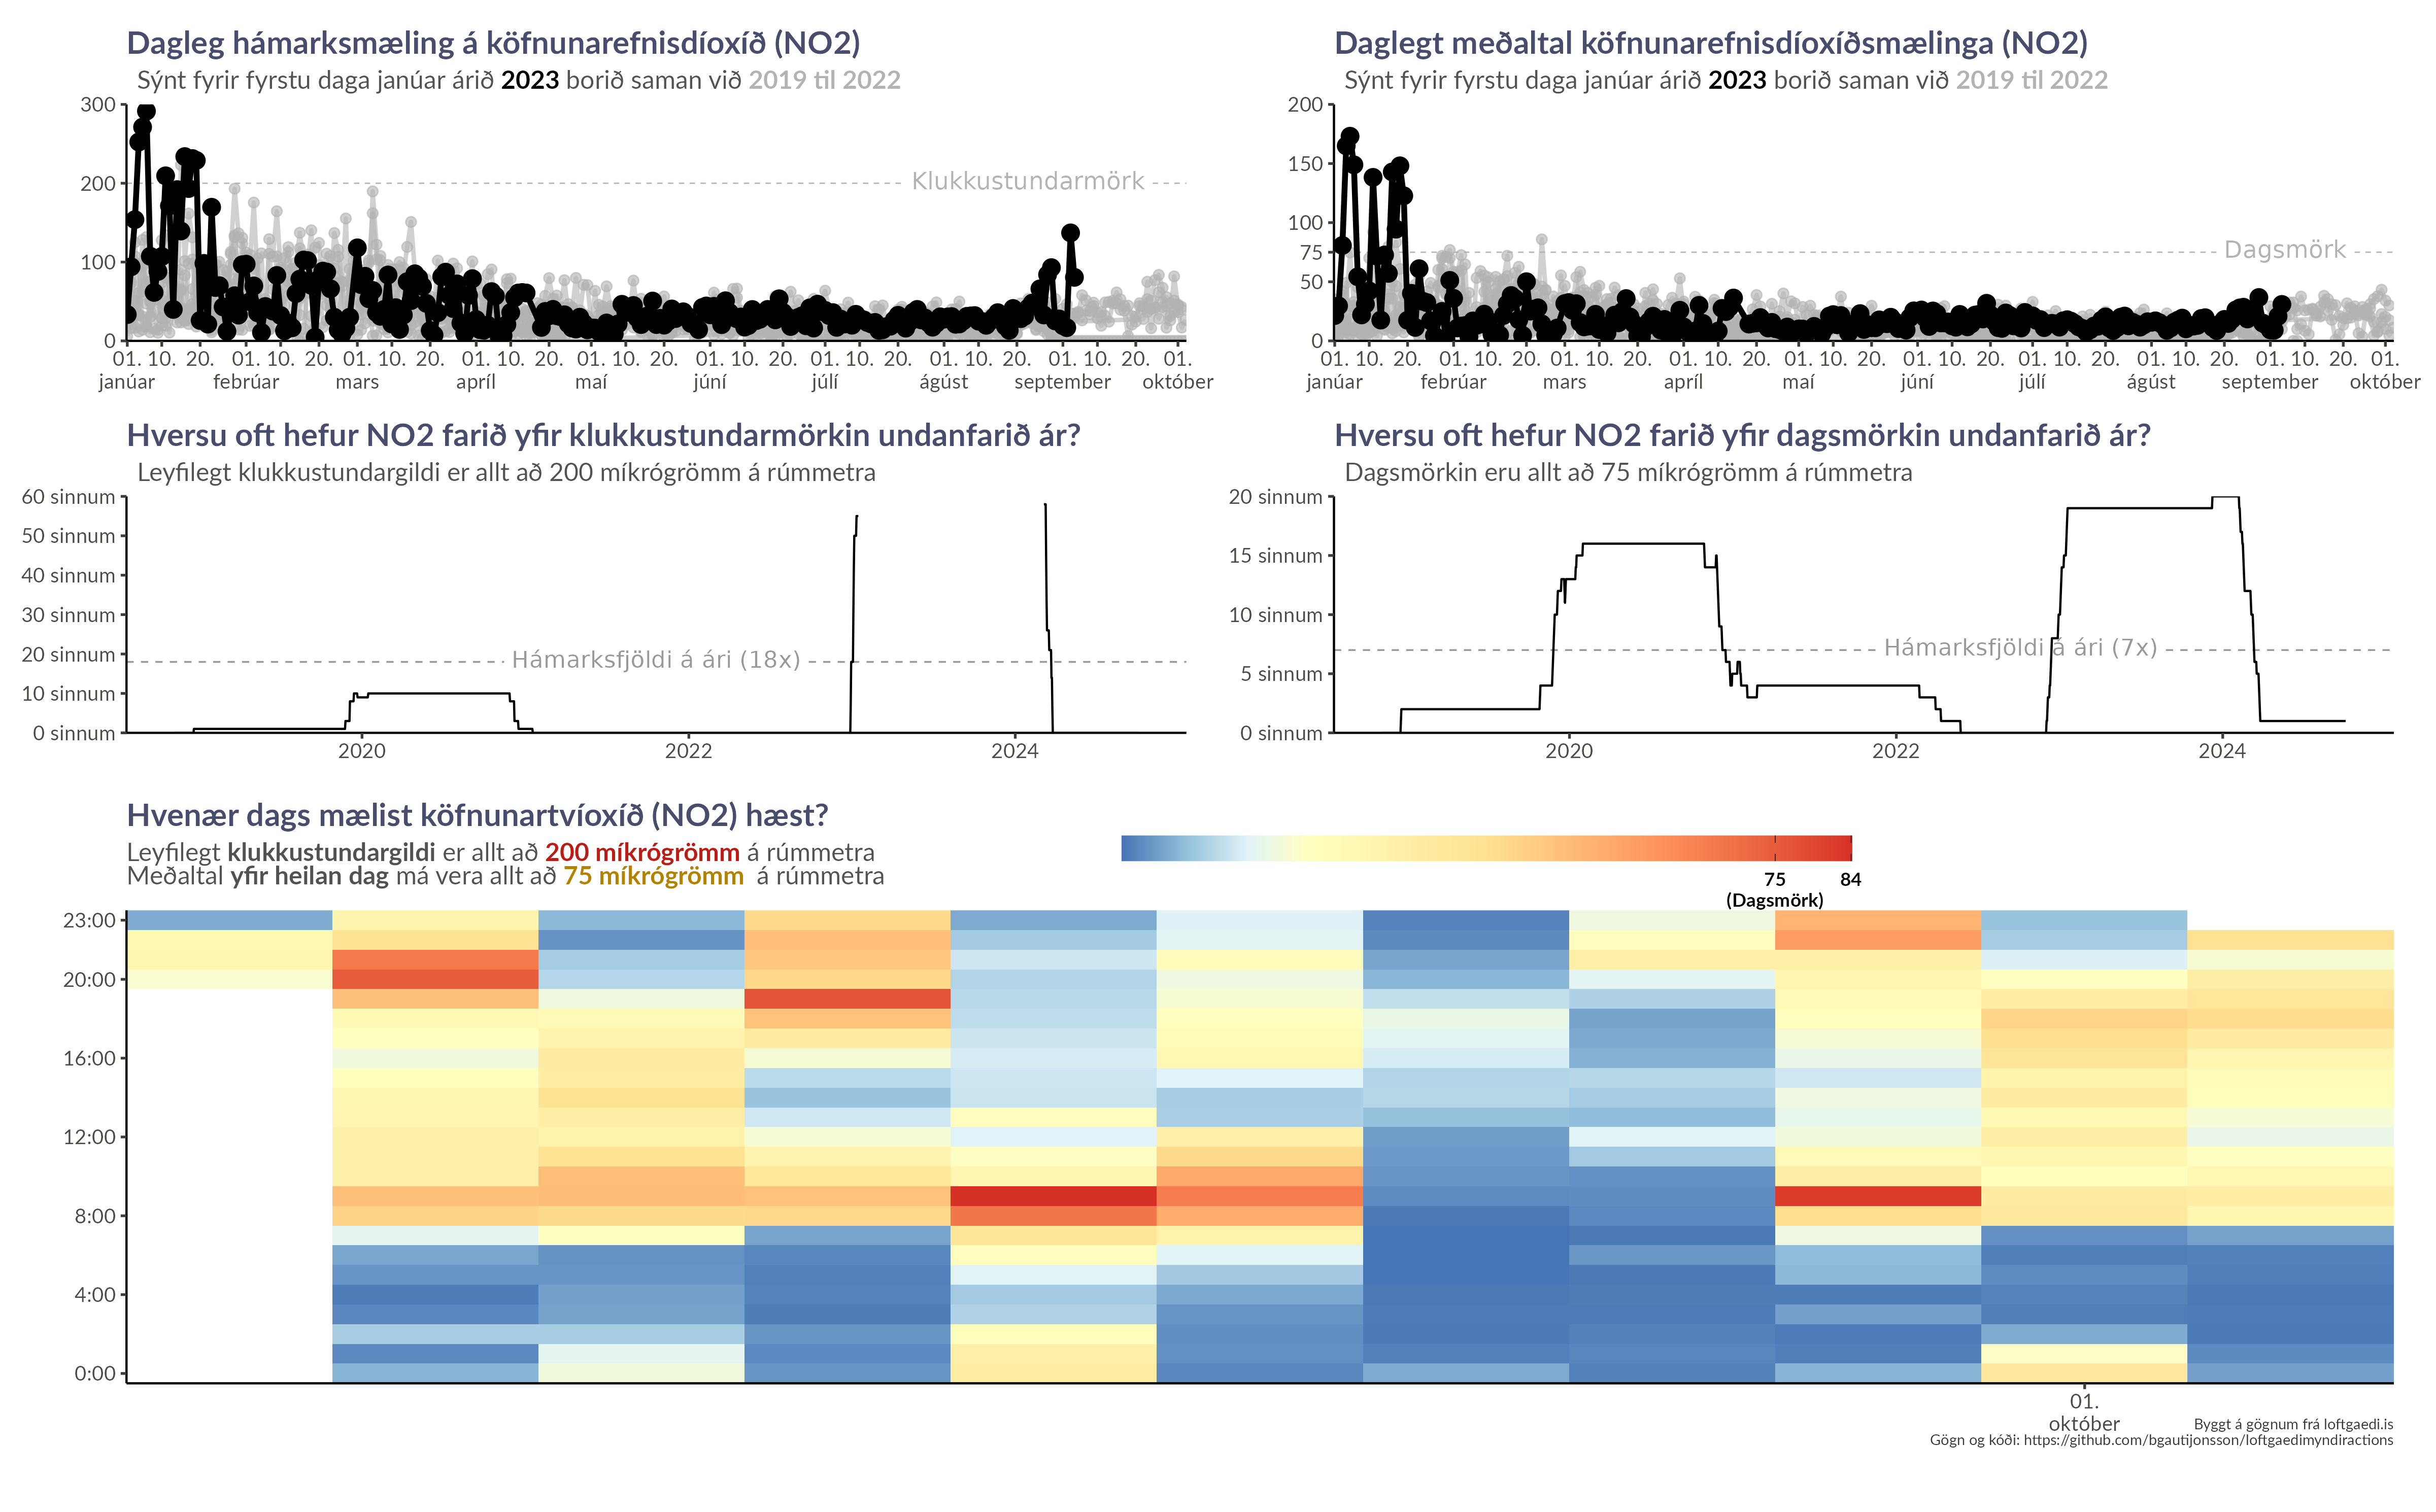 Dagleg hámarksmæling á köfnunarefnisdíoxíð (NO2)
Sýnt fyrir fyrstu daga janúar árið 2023 borið saman við 2019 til 2022
300
200
100
0
Klukkustundarmörk
01. 10. 20. 01. 10. 20. 01. 10. 20. 01. 10. 20. 01. 10. 20. 01. 10. 20. 01. 10. 20. 01. 10. 20. 01. 10. 20. 01.
janúar febrúar mars apríl maí júní júlí ágúst september október
Daglegt meðaltal köfnunarefnisdíoxíðsmælinga (NO2)
Sýnt fyrir fyrstu daga janúar árið 2023 borið saman við 2019 til 2022
200
150
100
75
50
0
Dagsmörk
01. 10. 20. 01. 10. 20. 01. 10. 20. 01. 10. 20. 01. 10. 20. 01. 10. 20. 01. 10. 20. 01. 10. 20. 01. 10. 20. 01.
janúar febrúar mars apríl maí júní júlí ágúst september október
Hversu oft hefur NO2 farið yfir klukkustundarmörkin undanfarið ár?
Leyfilegt klukkustundargildi er allt að 200 míkrógrömm á rúmmetra
60 sinnum
50 sinnum
40 sinnum
30 sinnum
20 sinnum
10 sinnum
0 sinnum
Hámarksfjöldi á ári (18x)
2020 2022 2024
Hversu oft hefur NO2 farið yfir dagsmörkin undanfarið ár?
Dagsmörkin eru allt að 75 míkrógrömm á rúmmetra
20 sinnum
15 sinnum
10 sinnum
5 sinnum
0 sinnum
Hámarksfjöldi á ári (7x)
2020 2022 2024
Hvenær dags mælist köfnunartvíoxíð (NO2) hæst?
Leyfilegt klukkustundargildi er allt að 200 míkrógrömm á rúmmetra
Meðaltal yfir heilan dag má vera allt að 75 míkrógrömm á rúmmetra
75 84
(Dagsmörk)
23:00
20:00
16:00
12:00
8:00
4:00
0:00
01.
október
Byggt á gögnum frá loftgaedi.is
Gögn og kóði: https://github.com/bgautijonsson/loftgaedimyndiractions